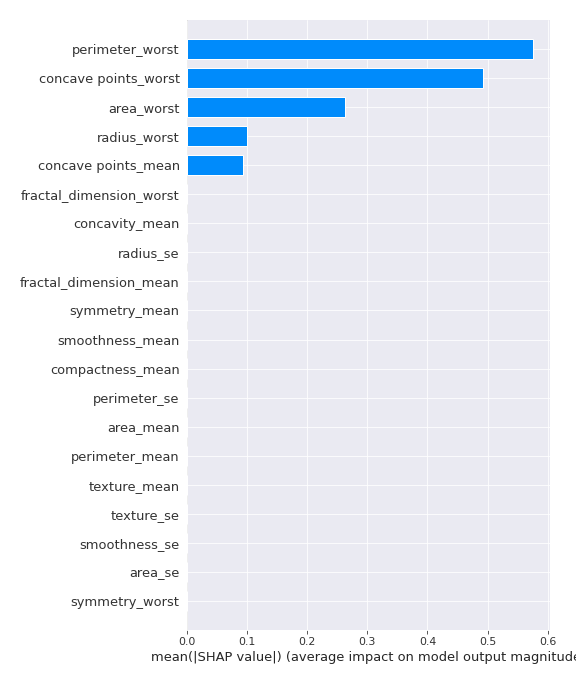 perimeter_worst
concave points_worst
area_worst
radius_worst
concave points_mean
fractal_dimension_worst
concavity_mean
radius_se
fractal_dimension_mean
symmetry_mean
smoothness_mean
compactness_mean
perimeter_se
area_mean
perimeter_mean
texture_mean
texture_se
smoothness_se
area_se
symmetry_worst
0.0 0.1 0.2 0.3 0.4 0.5 0.6
mean(|SHAP value|) (average impact on model output magnitude